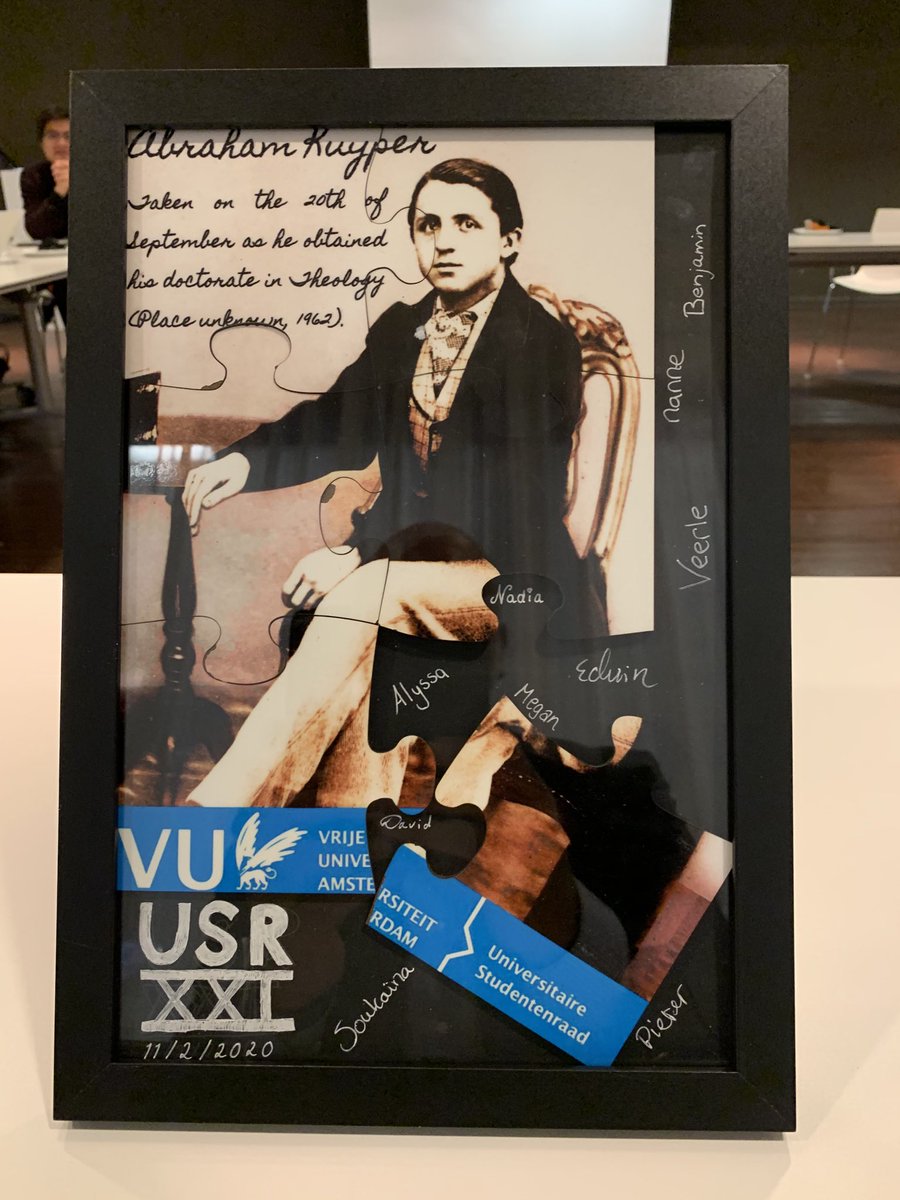 Abraham Kuyper
Taken on the 20th of
September as he obtained
his doctorate in Theology
(Place unknown, 1962).
Benjamin
Nanne
Veerle
Nadia
Edwin
Alyssa
Megan
David
VU
VRIJE
UNIVE
AMSTE
RSITEIT
RDAM
Universitaire
Studentenraad
USR
XXI
11/2/2020
Soukaina
Pieter